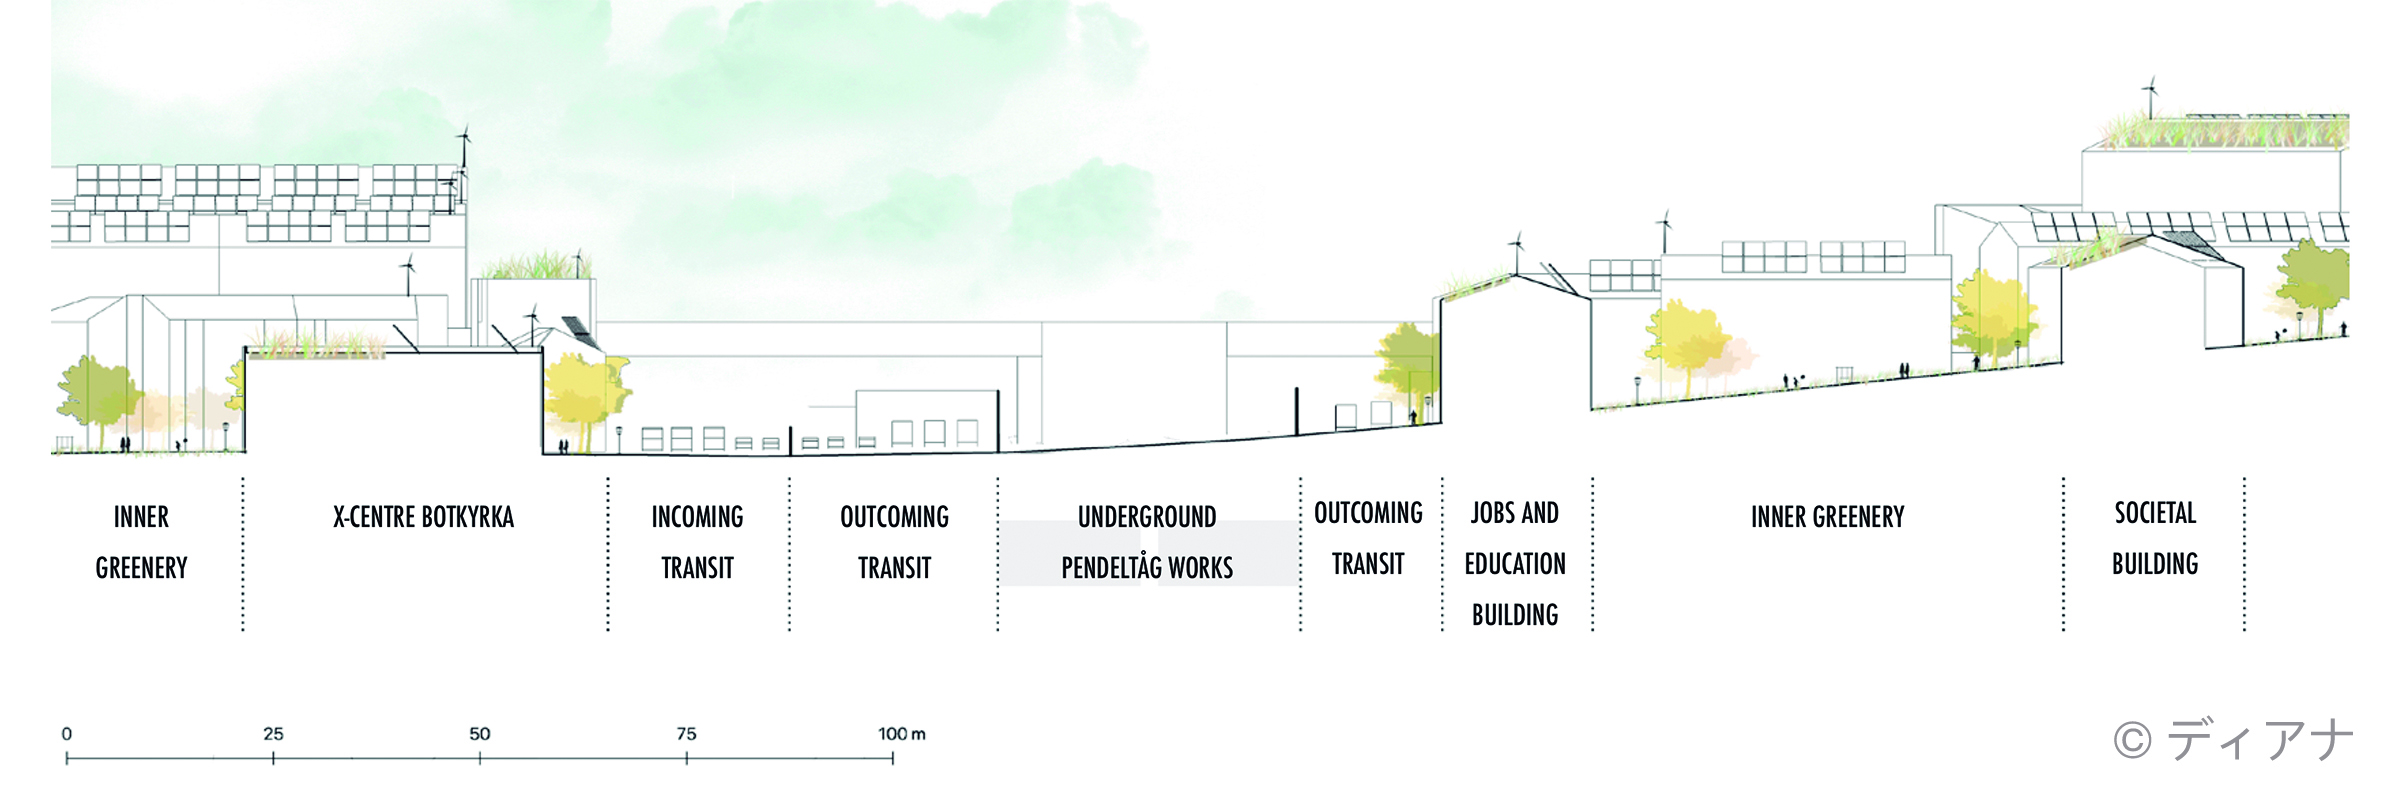 INNER
GREENERY
X-CENTRE BOTKYRKA
INCOMING
TRANSIT
OUTCOMING
TRANSIT
UNDERGROUND
PENDELTÅG WORKS
OUTCOMING
TRANSIT
JOBS AND
EDUCATION
BUILDING
INNER GREENERY
SOCIETAL
BUILDING
0 25 50 75 100 m
© ディアナ